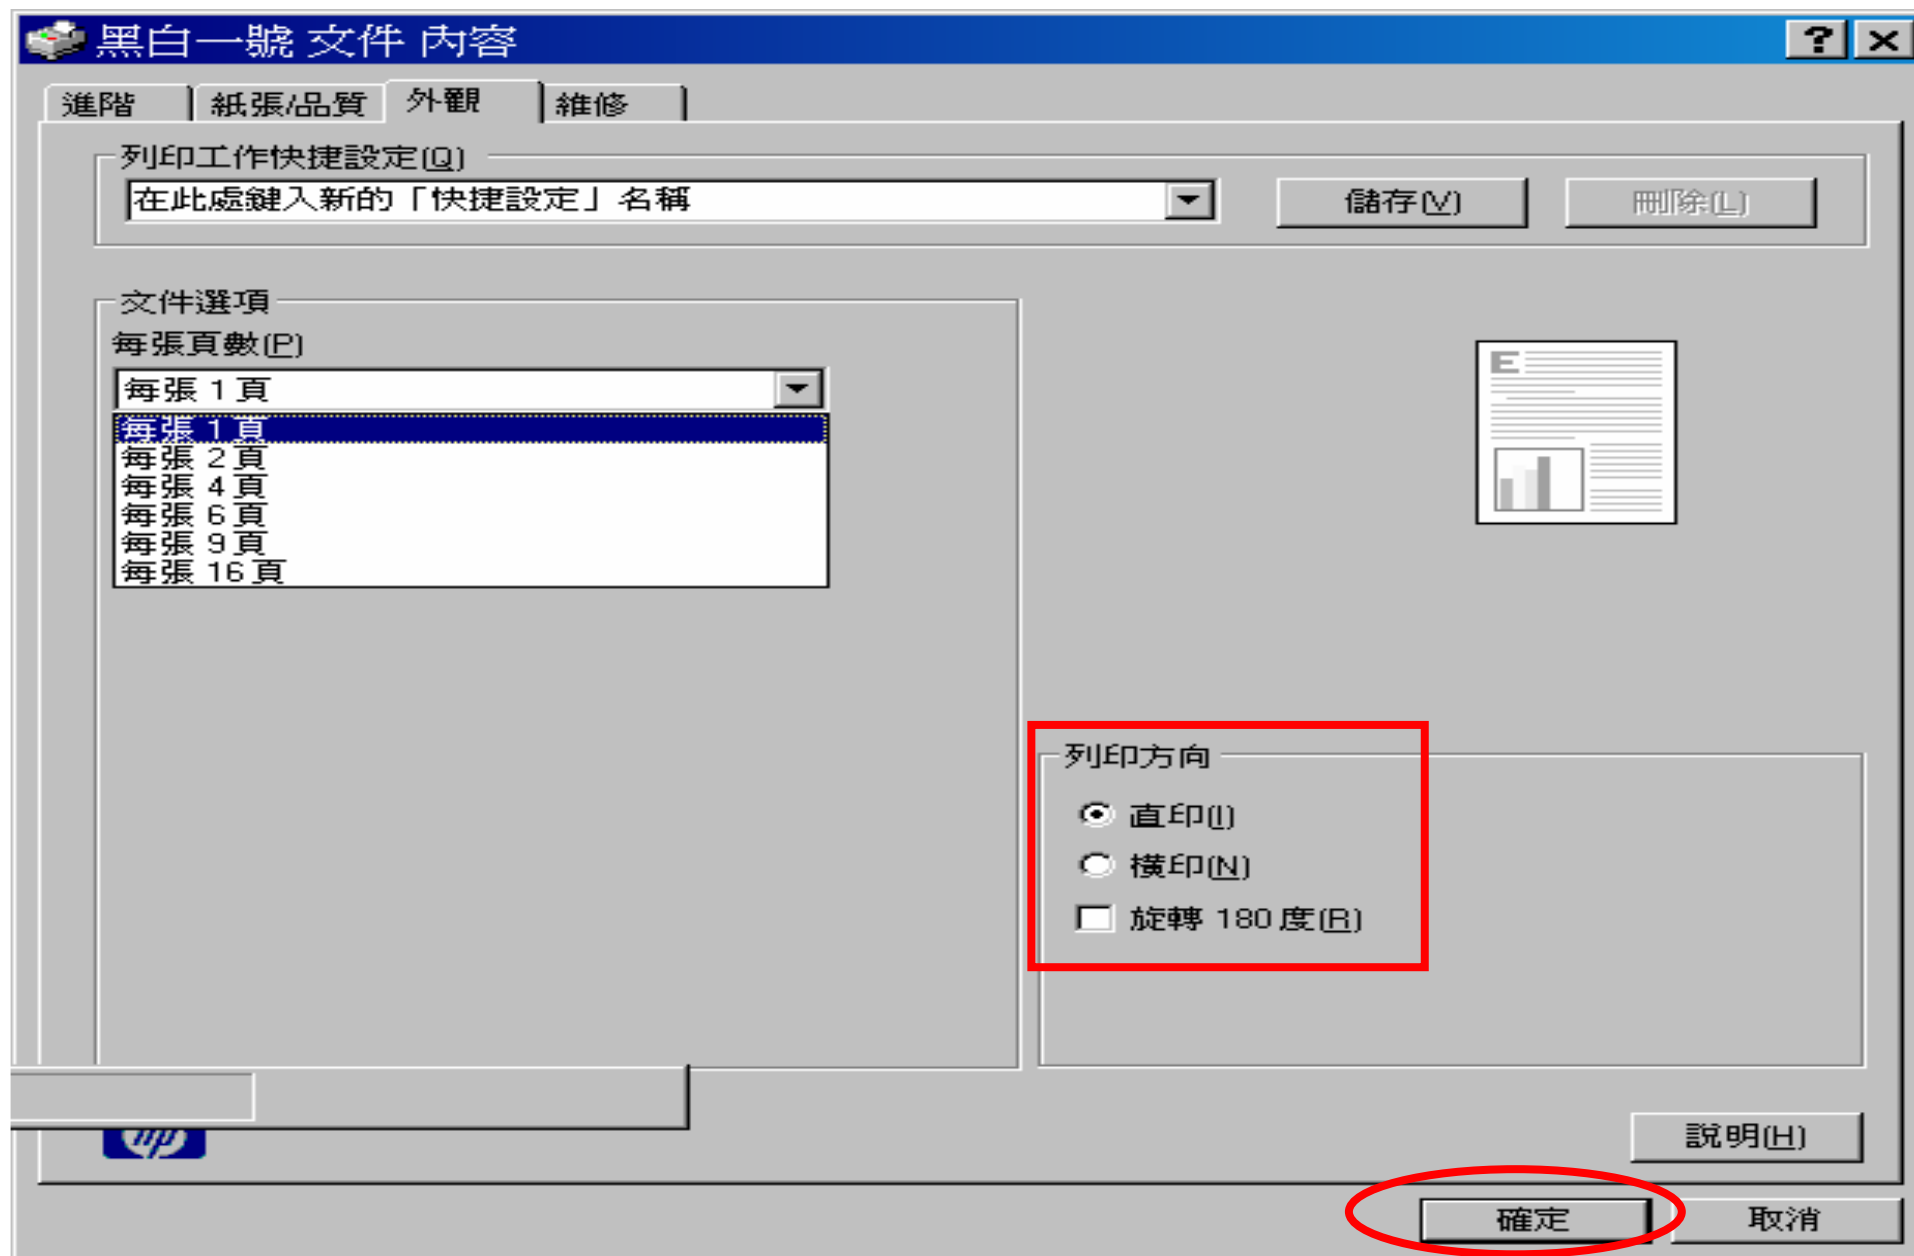 黑白一號 文件 內容
進階 紙張/品質 外觀 維修
列印工作快捷設定(Q)
在此處鍵入新的「快捷設定」名稱
儲存(V) 刪除(L)
文件選項
每張頁數(P)
每張 1 頁
每張 1 頁
每張 2 頁
每張 4 頁
每張 6 頁
每張 9 頁
每張 16 頁
E
列印方向
直印(I)
橫印(N)
旋轉 180 度(R)
hp
說明(H)
確定 取消